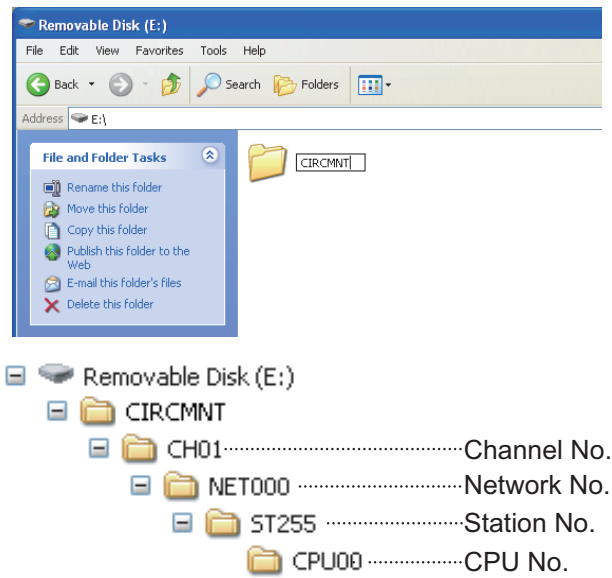 Removable Disk (E:)
File Edit View Favorites Tools Help
Back Search Folders
Address E:\
File and Folder Tasks
Rename this folder
Move this folder
Copy this folder
Publish this folder to the
Web
E-mail this folder's files
Delete this folder
CIRCMNT
Removable Disk (E:)
CIRCMNT
CH01 Channel No.
NET000 Network No.
ST255 Station No.
CPU00 CPU No.